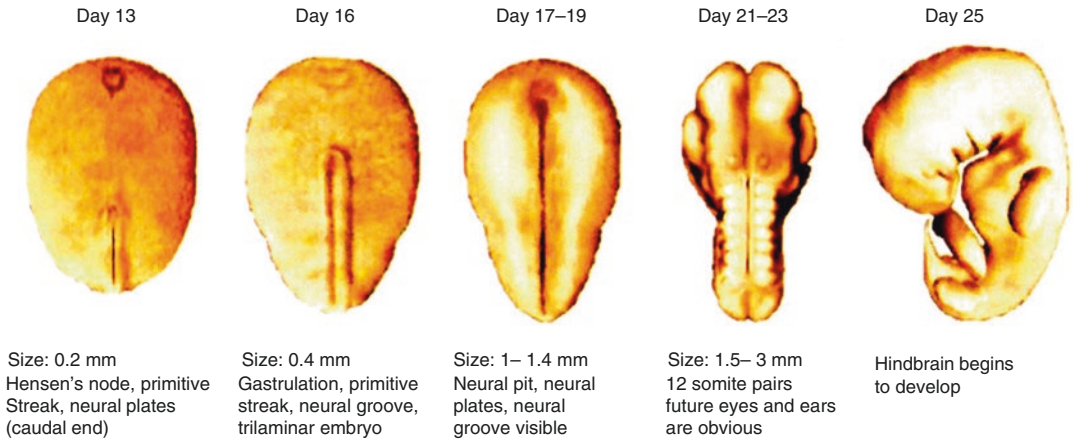 Day 13
Day 16
Day 17–19
Day 21–23
Day 25
Size: 0.2 mm
Hensen's node, primitive
Streak, neural plates
(caudal end)
Size: 0.4 mm
Gastrulation, primitive
streak, neural groove,
trilaminar embryo
Size: 1– 1.4 mm
Neural pit, neural
plates, neural
groove visible
Size: 1.5– 3 mm
12 somite pairs
future eyes and ears
are obvious
Hindbrain begins
to develop